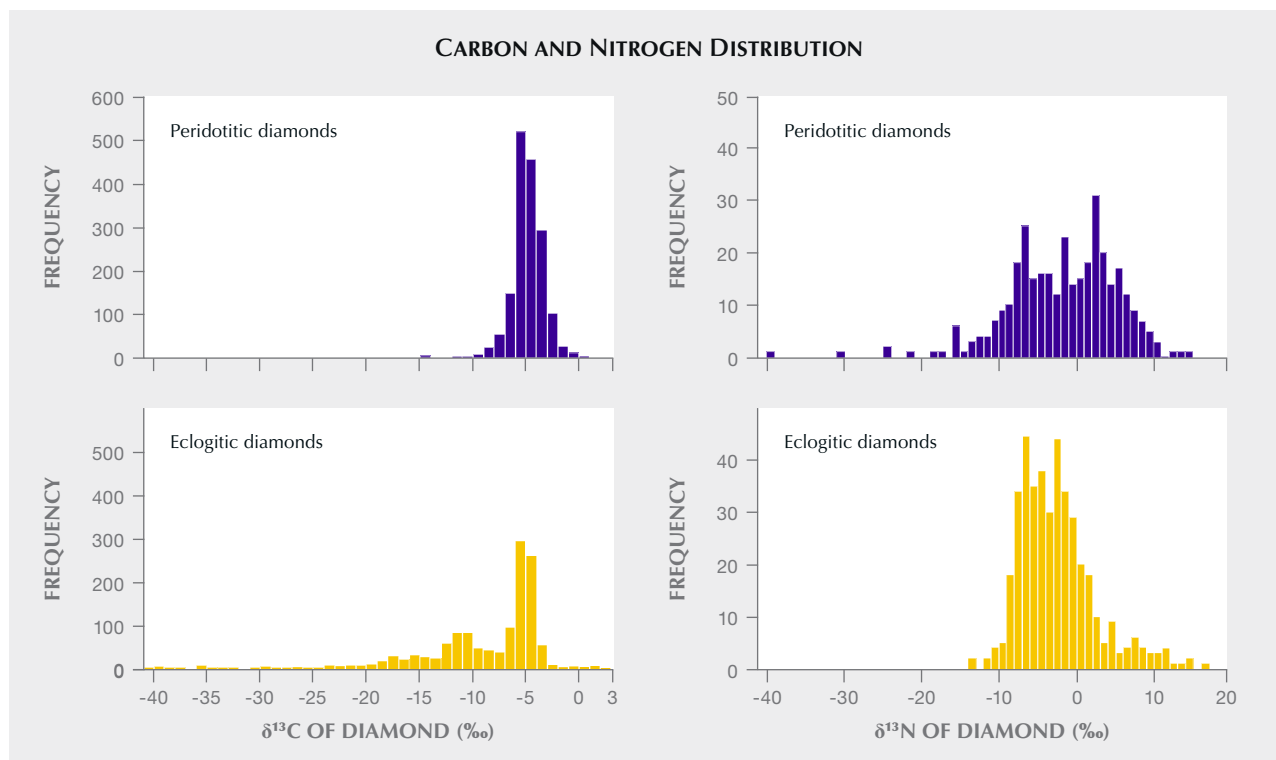 CARBON AND NITROGEN DISTRIBUTION
600
500
400
300
200
100
0
FREQUENCY
Peridotitic diamonds
50
40
30
20
10
0
FREQUENCY
Peridotitic diamonds
500
400
300
200
100
0
FREQUENCY
Eclogitic diamonds
-40 -35 -30 -25 -20 -15 -10 -5 0 3
δ¹³C OF DIAMOND (‰)
40
30
20
10
0
FREQUENCY
Eclogitic diamonds
-40 -30 -20 -10 0 10 20
δ¹³N OF DIAMOND (‰)